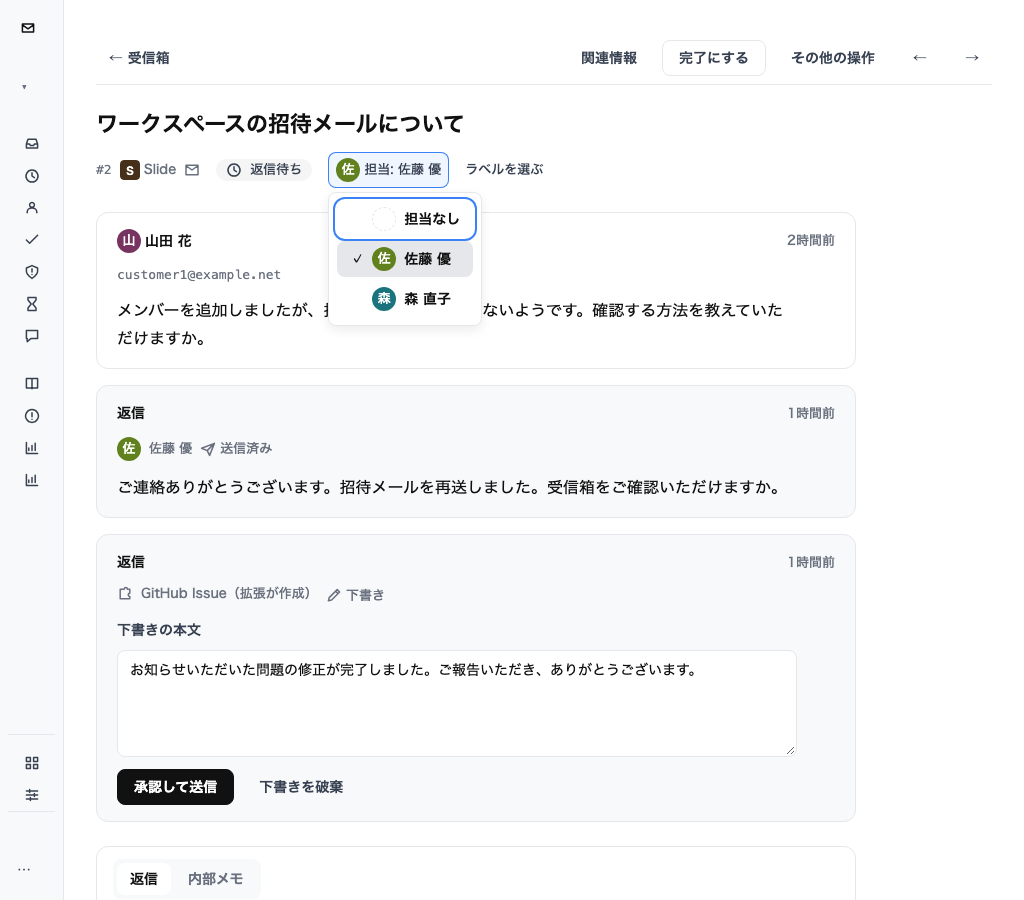 ← 受信箱
関連情報
完了にする
その他の操作
←
→
ワークスペースの招待メールについて
#2 S Slide 返信待ち 佐 担当: 佐藤 優 ラベルを選ぶ
担当なし
✓ 佐 佐藤 優
森 森 直子
山 山田 花 2時間前
customer1@example.net
メンバーを追加しましたが、 ないようです。確認する方法を教えていた
だけますか。
返信 1時間前
佐 佐藤 優 送信済み
ご連絡ありがとうございます。招待メールを再送しました。受信箱をご確認いただけますか。
返信 1時間前
GitHub Issue（拡張が作成） 下書き
下書きの本文
お知らせいただいた問題の修正が完了しました。ご報告いただき、ありがとうございます。
承認して送信 下書きを破棄
返信 内部メモ